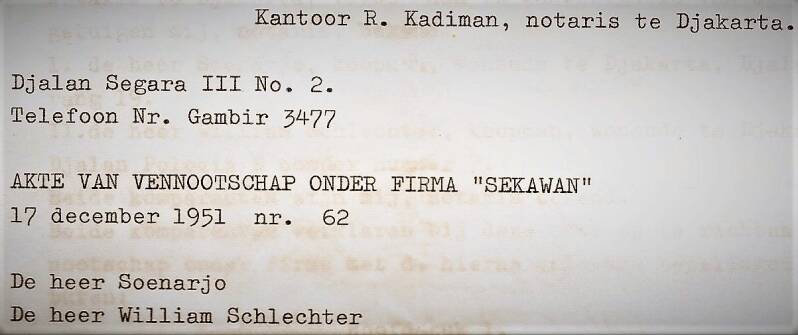 Kantoor R. Kadiman, notaris te Djakarta.
Djalan Segara III No. 2.
Telefoon Nr. Gambir 3477
AKTE VAN VENNOOTSCHAP ONDER FIRMA "SEKAWAN"
17 december 1951 nr. 62
De heer Soenarjo
De heer William Schlechter